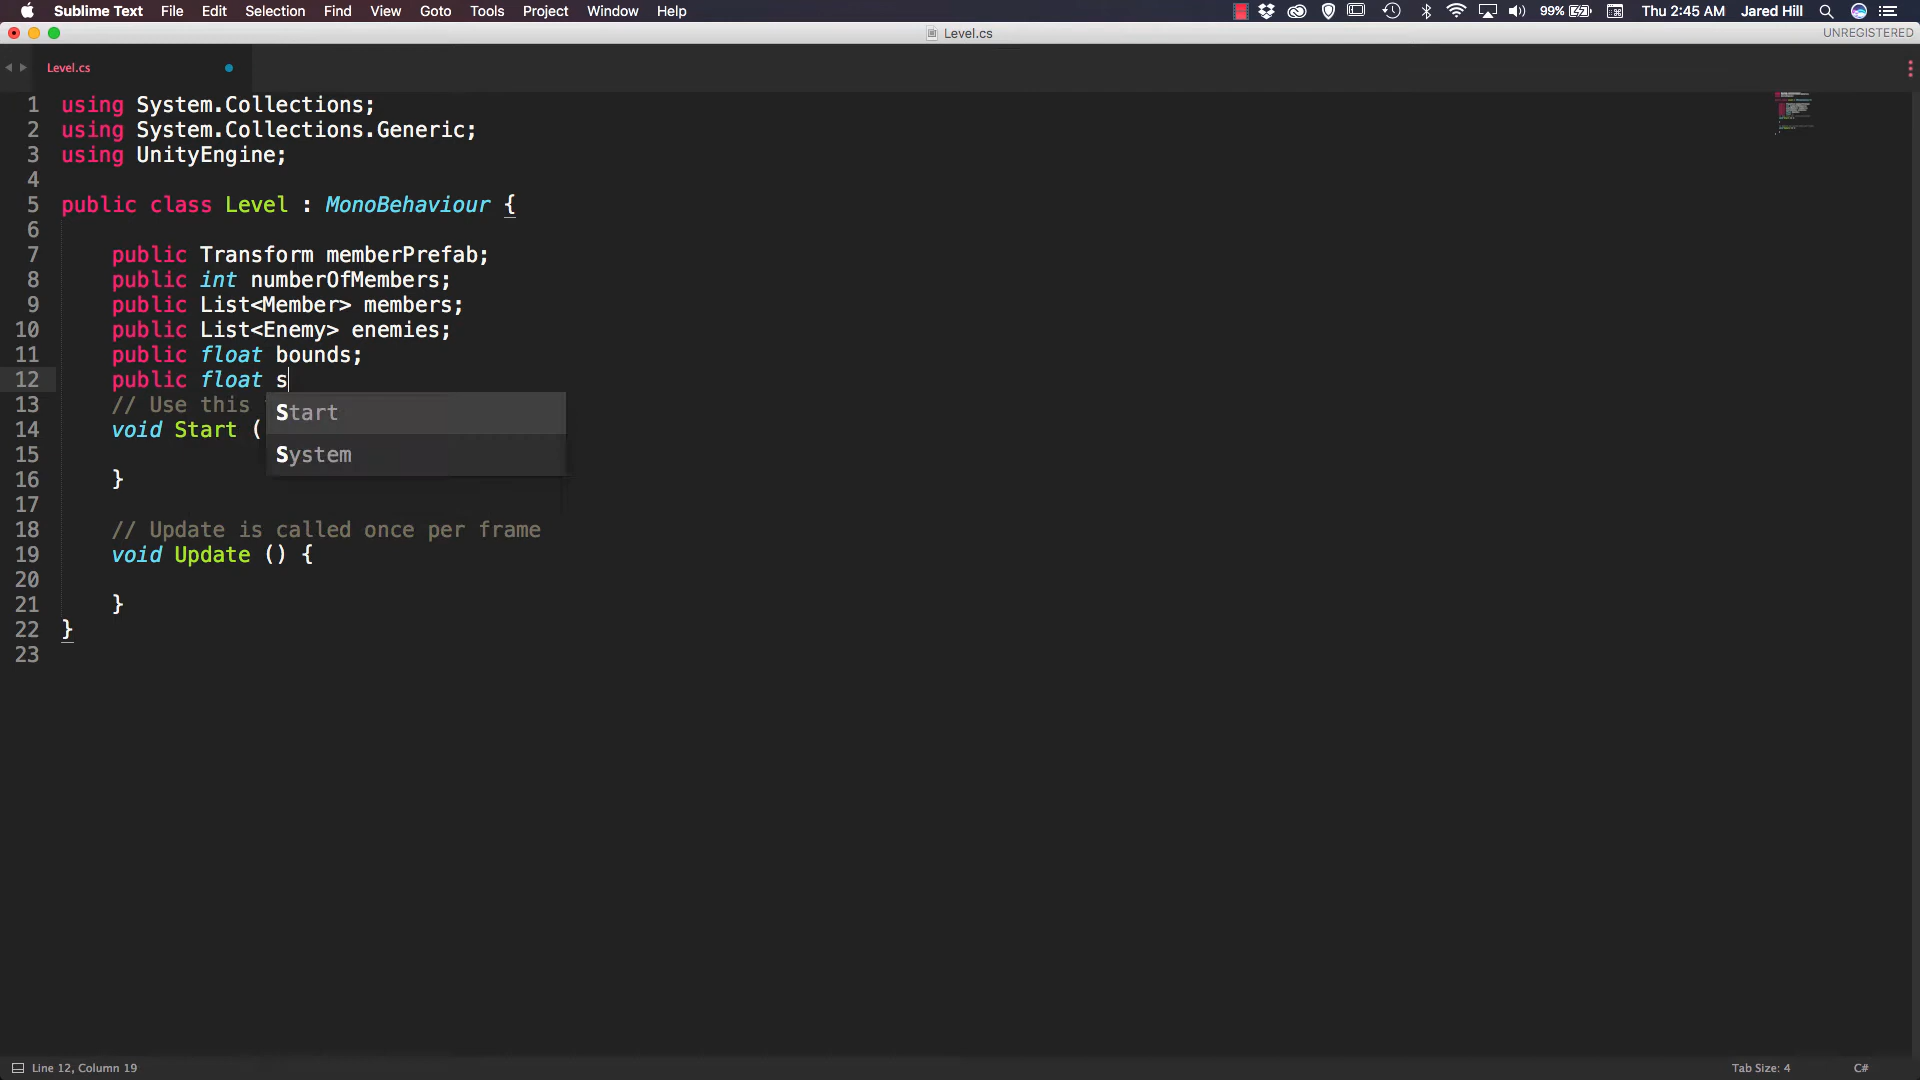 Sublime Text File Edit Selection Find View Goto Tools Project Window Help 99% Thu 2:45 AM Jared Hill
Level.cs UNREGISTERED
Level.cs
1 using System.Collections;
2 using System.Collections.Generic;
3 using UnityEngine;
4
5 public class Level : MonoBehaviour {
6
7 public Transform memberPrefab;
8 public int numberOfMembers;
9 public List<Member> members;
10 public List<Enemy> enemies;
11 public float bounds;
12 public float s
13 // Use this
Start
14 void Start (
15
System
16 }
17
18 // Update is called once per frame
19 void Update () {
20
21 }
22 }
23
Line 12, Column 19 Tab Size: 4 C#